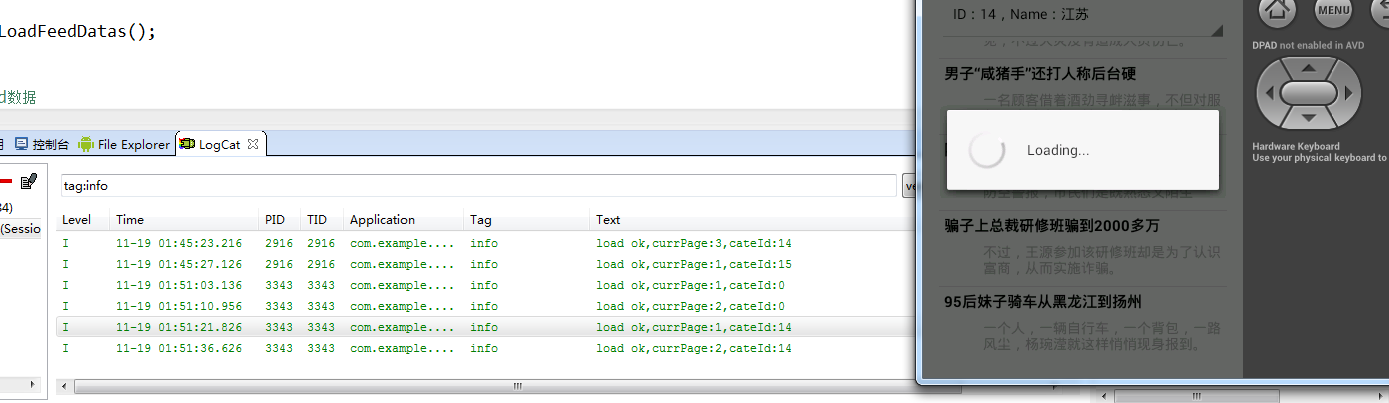 LoadFeedDatas();
d数据
控制台
File Explorer
LogCat
34)
(Sessio
tag:info
ve
Level Time PID TID Application Tag Text
I 11-19 01:45:23.216 2916 2916 com.example.... info load ok,currPage:3,cateId:14
I 11-19 01:45:27.126 2916 2916 com.example.... info load ok,currPage:1,cateId:15
I 11-19 01:51:03.136 3343 3343 com.example.... info load ok,currPage:1,cateId:0
I 11-19 01:51:10.956 3343 3343 com.example.... info load ok,currPage:2,cateId:0
I 11-19 01:51:21.826 3343 3343 com.example.... info load ok,currPage:1,cateId:14
I 11-19 01:51:36.626 3343 3343 com.example.... info load ok,currPage:2,cateId:14
ID：14，Name：江苏
男子“咸猪手”还打人称后台硬
一名顾客借着酒劲寻衅滋事，不但对服
Loading...
骗子上总裁研修班骗到2000多万
不过，王源参加该研修班却是为了认识
富商，从而实施诈骗。
95后妹子骑车从黑龙江到扬州
一个人，一辆自行车，一个背包，一路
风尘，杨琬滢就这样悄悄现身报到。
MENU
DPAD not enabled in AVD
Hardware Keyboard
Use your physical keyboard to